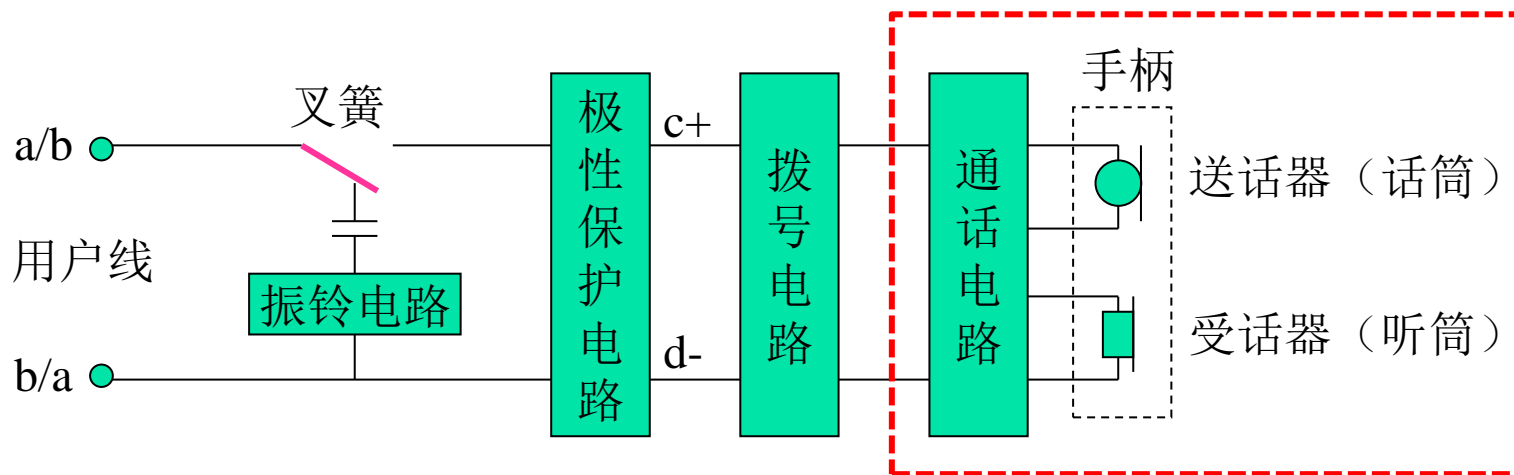 a/b
叉簧
用户线
振铃电路
b/a
极性保护电路
c+
d-
拨号电路
通话电路
手柄
送话器（话筒）
受话器（听筒）